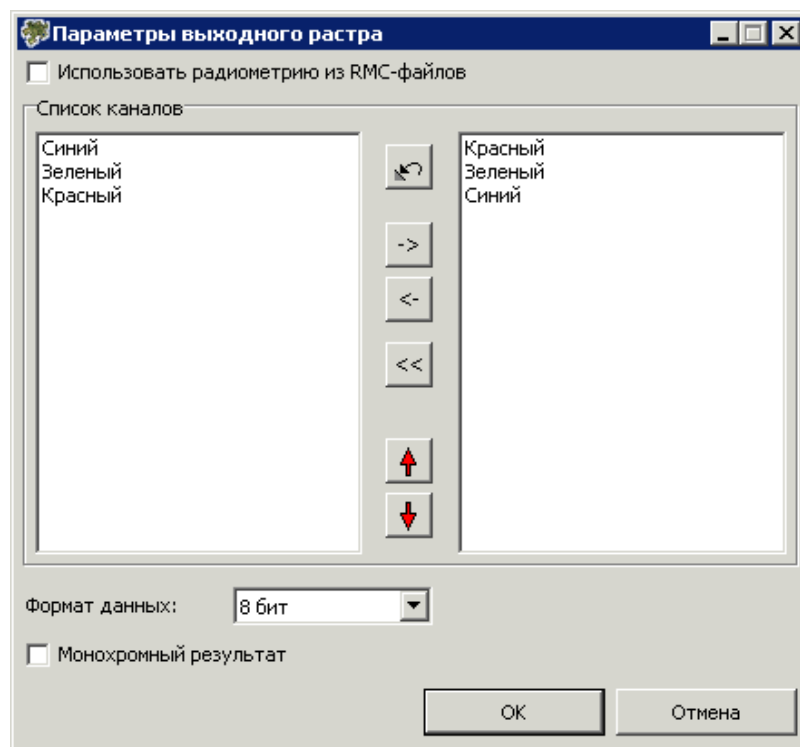 Параметры выходного растра
Использовать радиометрию из RMC-файлов
Список каналов
Синий
Зеленый
Красный
->
<-
<<
Красный
Зеленый
Синий
Формат данных: 8 бит
Монохромный результат
OK Отмена